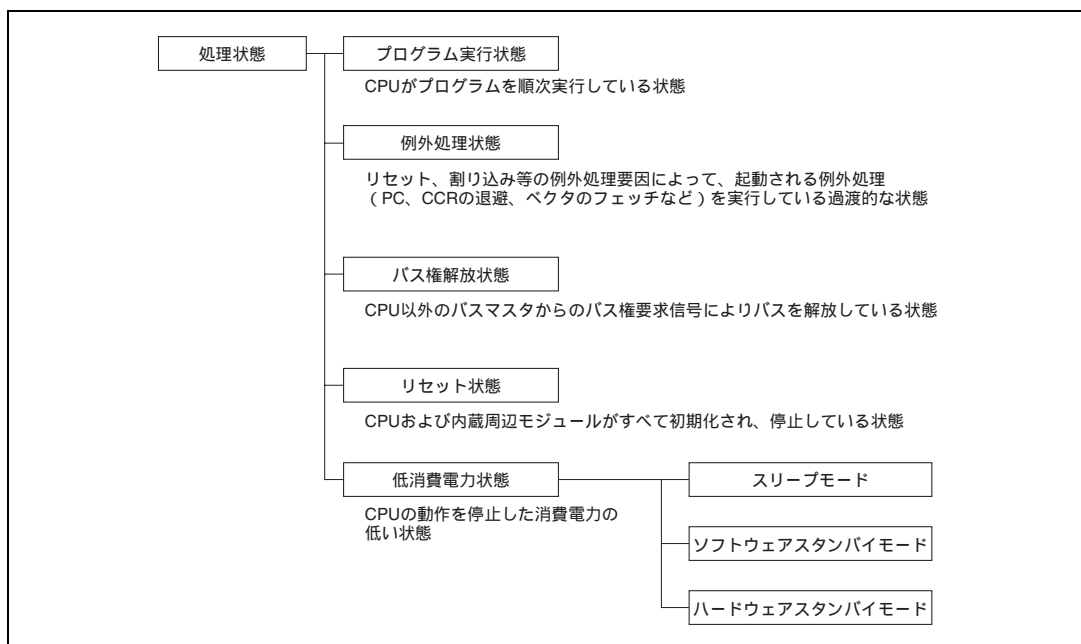 処理状態
プログラム実行状態
CPUがプログラムを順次実行している状態
例外処理状態
リセット、割り込み等の例外処理要因によって、起動される例外処理
（PC、CCRの退避、ベクタのフェッチなど）を実行している過渡的な状態
バス権解放状態
CPU以外のバスマスタからのバス権要求信号によりバスを解放している状態
リセット状態
CPUおよび内蔵周辺モジュールがすべて初期化され、停止している状態
低消費電力状態
CPUの動作を停止した消費電力の
低い状態
スリープモード
ソフトウェアスタンバイモード
ハードウェアスタンバイモード